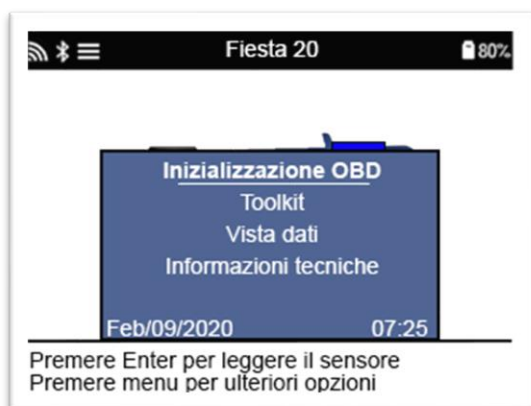 Fiesta 20 80%
Inizializzazione OBD
Toolkit
Vista dati
Informazioni tecniche
Feb/09/2020 07:25
Premere Enter per leggere il sensore
Premere menu per ulteriori opzioni